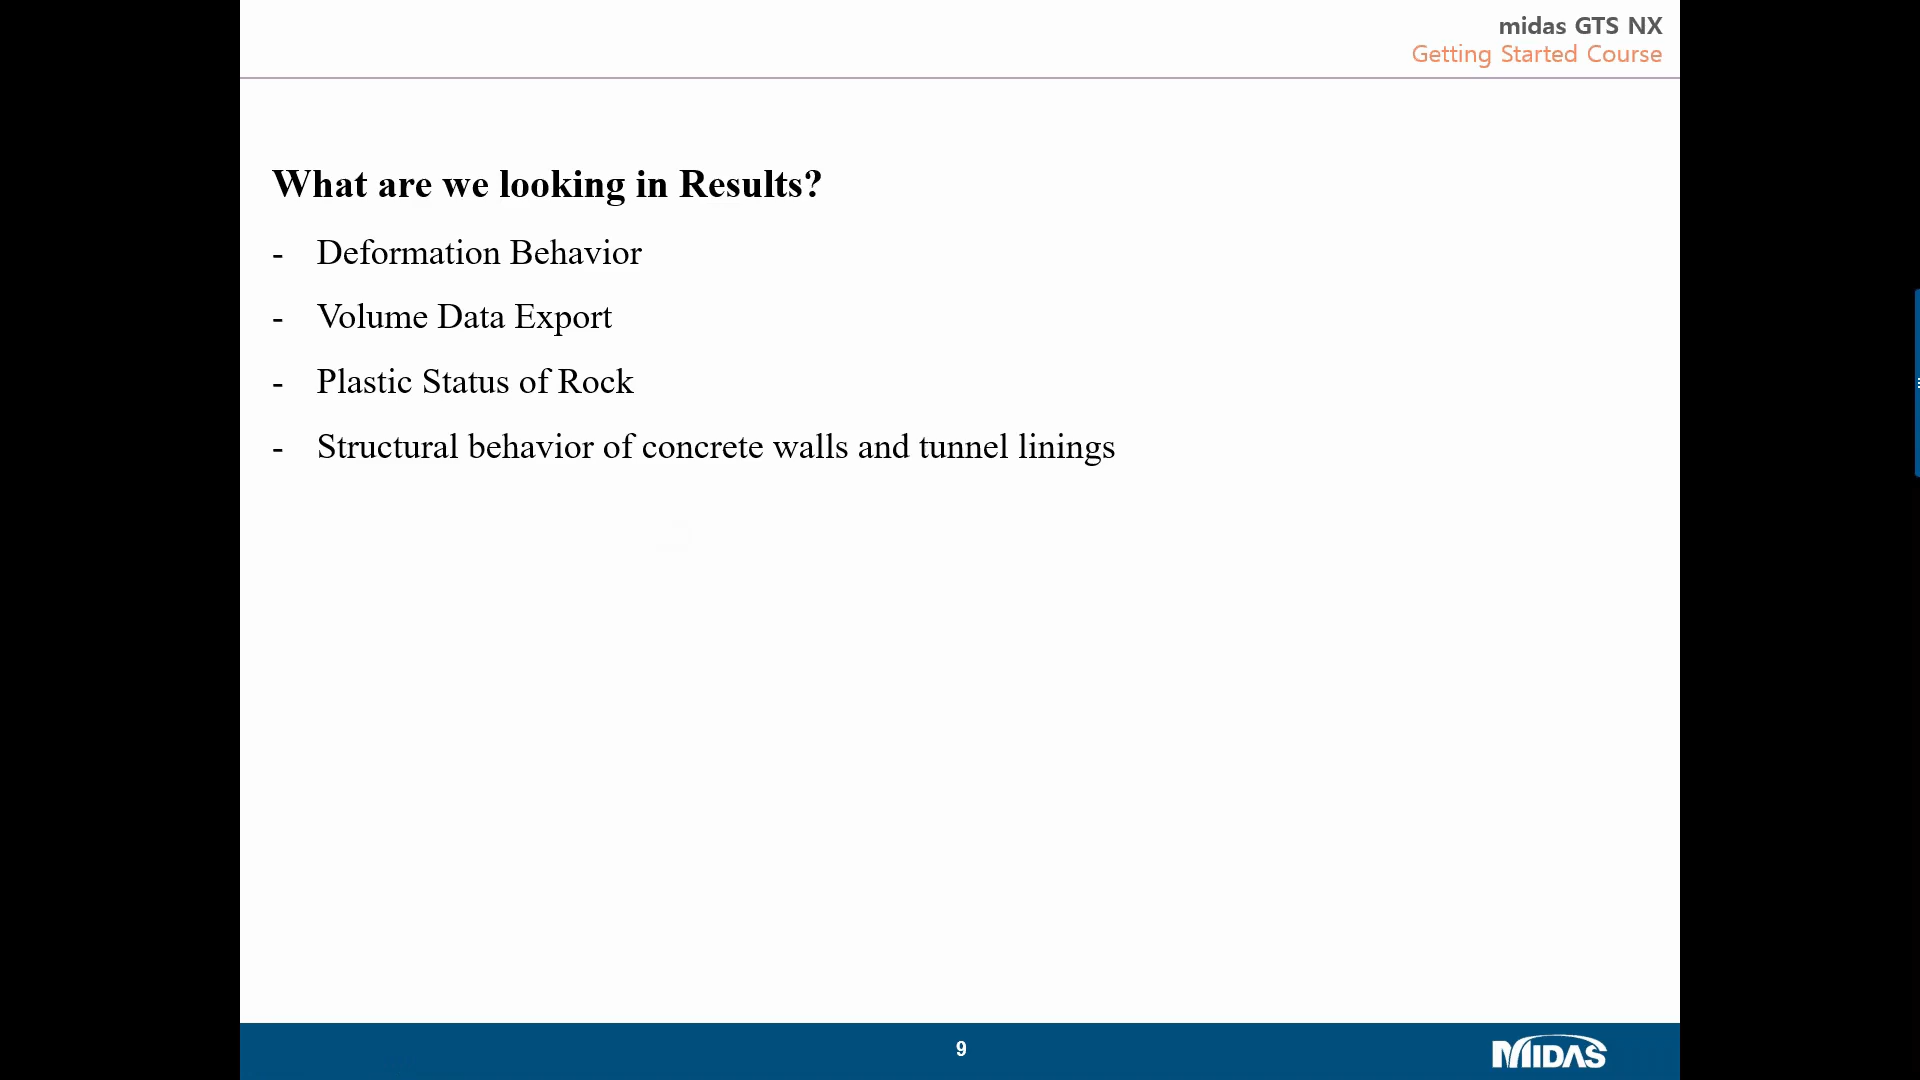 midas GTS NX
Getting Started Course
What are we looking in Results?
- Deformation Behavior
- Volume Data Export
- Plastic Status of Rock
- Structural behavior of concrete walls and tunnel linings
9
MIDAS